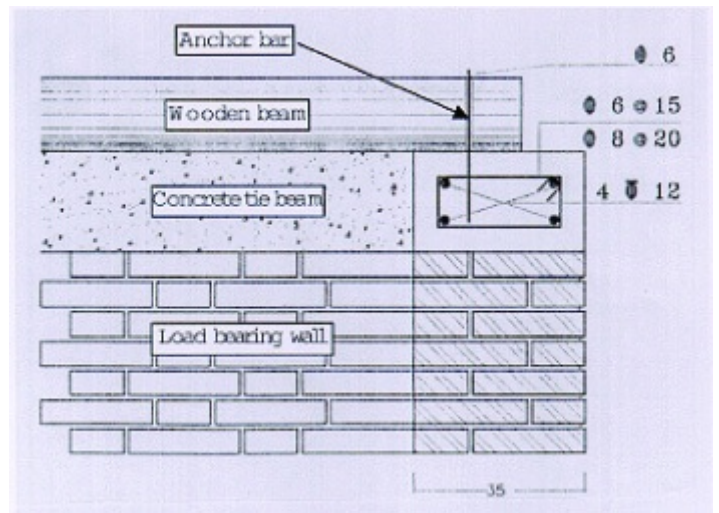 Anchor bar
ϕ 6
Wooden beam
ϕ 6 @ 15
ϕ 8 @ 20
Concrete tie beam
4 ϕ 12
Load bearing wall
35